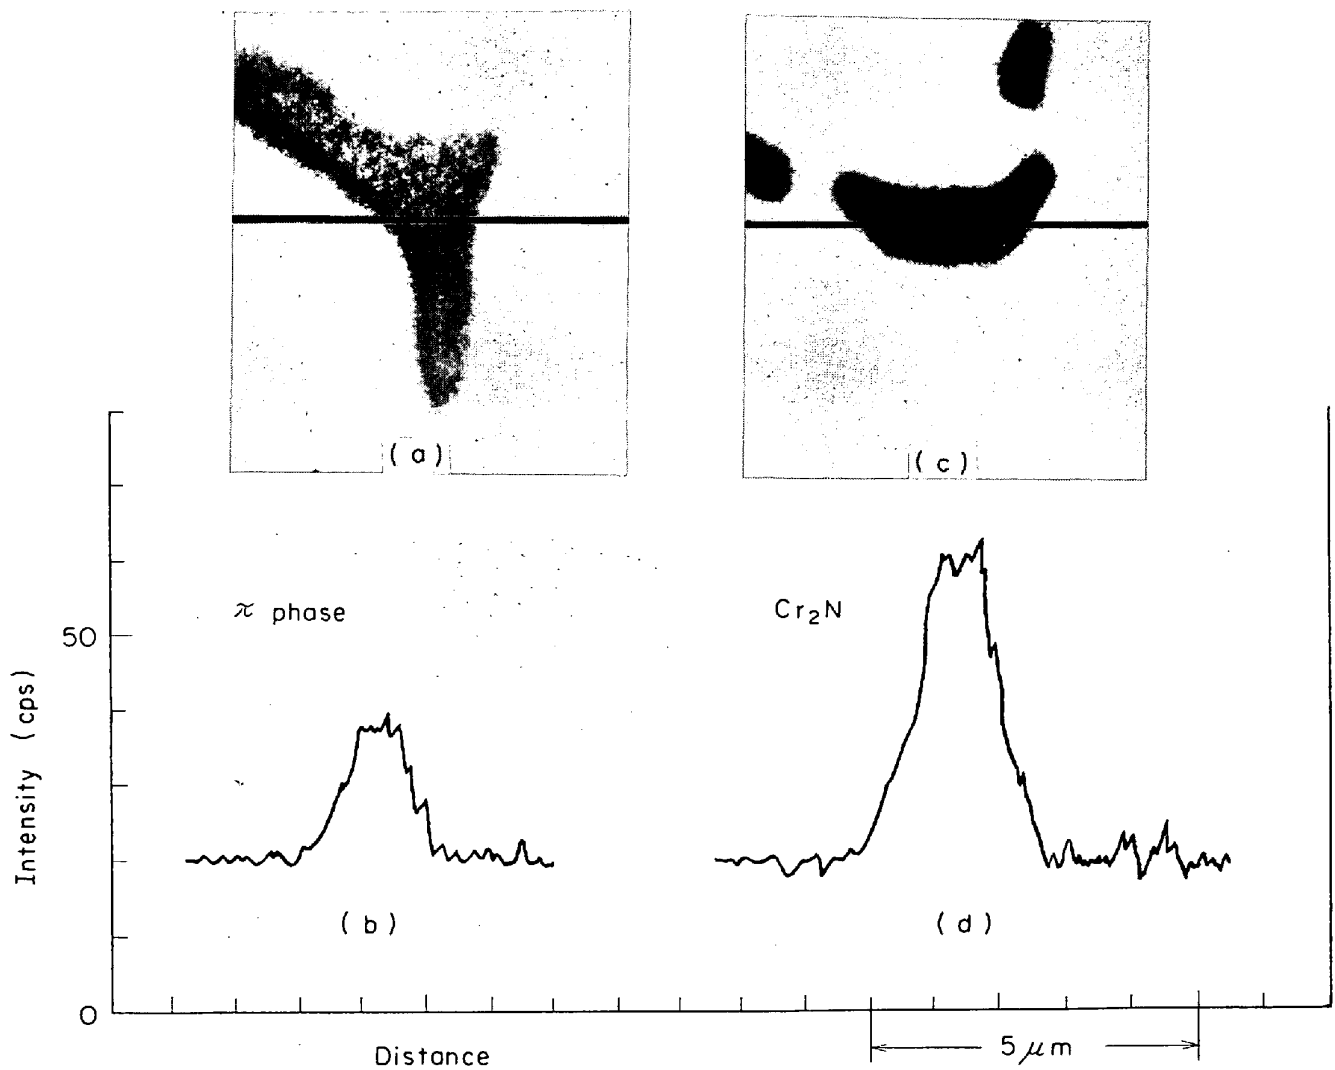 (a)
(c)
π phase
Cr₂N
50
Intensity (cps)
(b)
(d)
0
Distance
5 μm